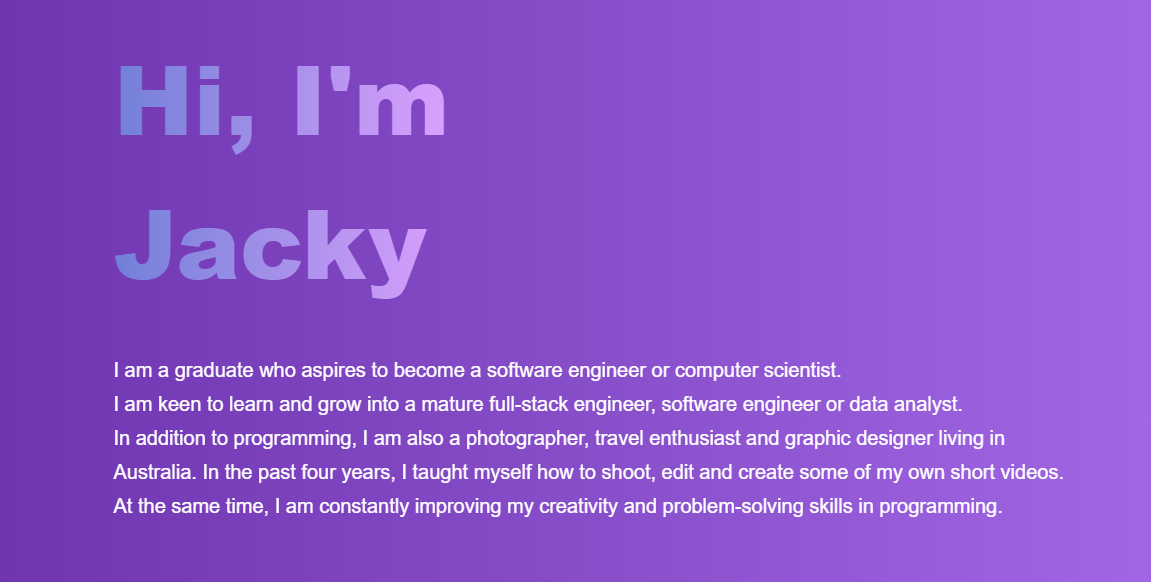 Hi, I'm
Jacky
I am a graduate who aspires to become a software engineer or computer scientist.
I am keen to learn and grow into a mature full-stack engineer, software engineer or data analyst.
In addition to programming, I am also a photographer, travel enthusiast and graphic designer living in
Australia. In the past four years, I taught myself how to shoot, edit and create some of my own short videos.
At the same time, I am constantly improving my creativity and problem-solving skills in programming.